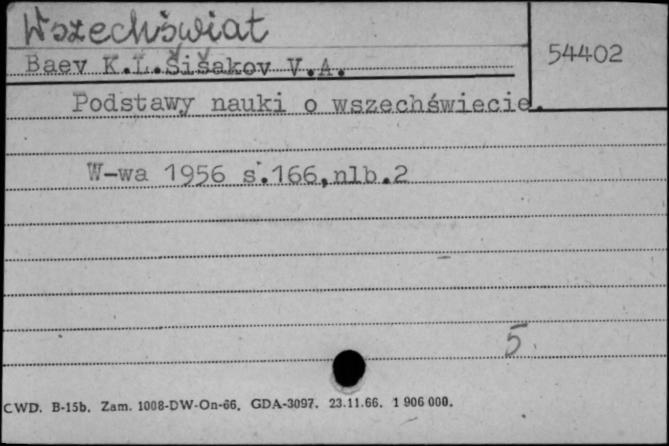 Wszechświat
54402
Baev K.L.Šišakov V.A.
Podstawy nauki o wszechświecie.
W-wa 1956 s.166,nlb.2
5.
CWD. B-15b. Zam. 1008-DW-On-66. GDA-3097. 23.11.66. 1 906 000.